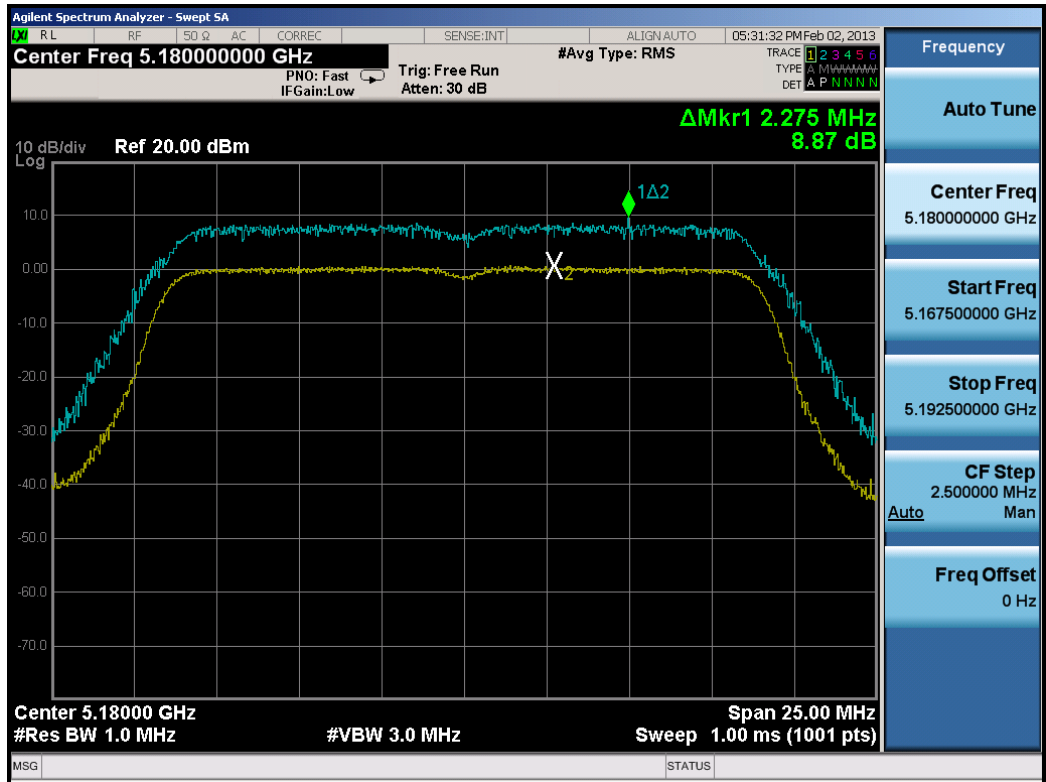 Agilent Spectrum Analyzer - Swept SA
LXI RL RF 50 Ω AC CORREC SENSE:INT ALIGN AUTO 05:31:32 PM Feb 02, 2013
Center Freq 5.180000000 GHz
PNO: Fast
IFGain:Low
Trig: Free Run
Atten: 30 dB
#Avg Type: RMS
TRACE 1 2 3 4 5 6
TYPE A M W W W W
DET A P N N N N
ΔMkr1 2.275 MHz
8.87 dB
10 dB/div Ref 20.00 dBm
Log
1Δ2
10.0
0.00
X2
-10.0
-20.0
-30.0
-40.0
-50.0
-60.0
-70.0
Center 5.18000 GHz Span 25.00 MHz
#Res BW 1.0 MHz #VBW 3.0 MHz Sweep 1.00 ms (1001 pts)
MSG STATUS
Frequency
Auto Tune
Center Freq
5.180000000 GHz
Start Freq
5.167500000 GHz
Stop Freq
5.192500000 GHz
CF Step
2.500000 MHz
Auto Man
Freq Offset
0 Hz